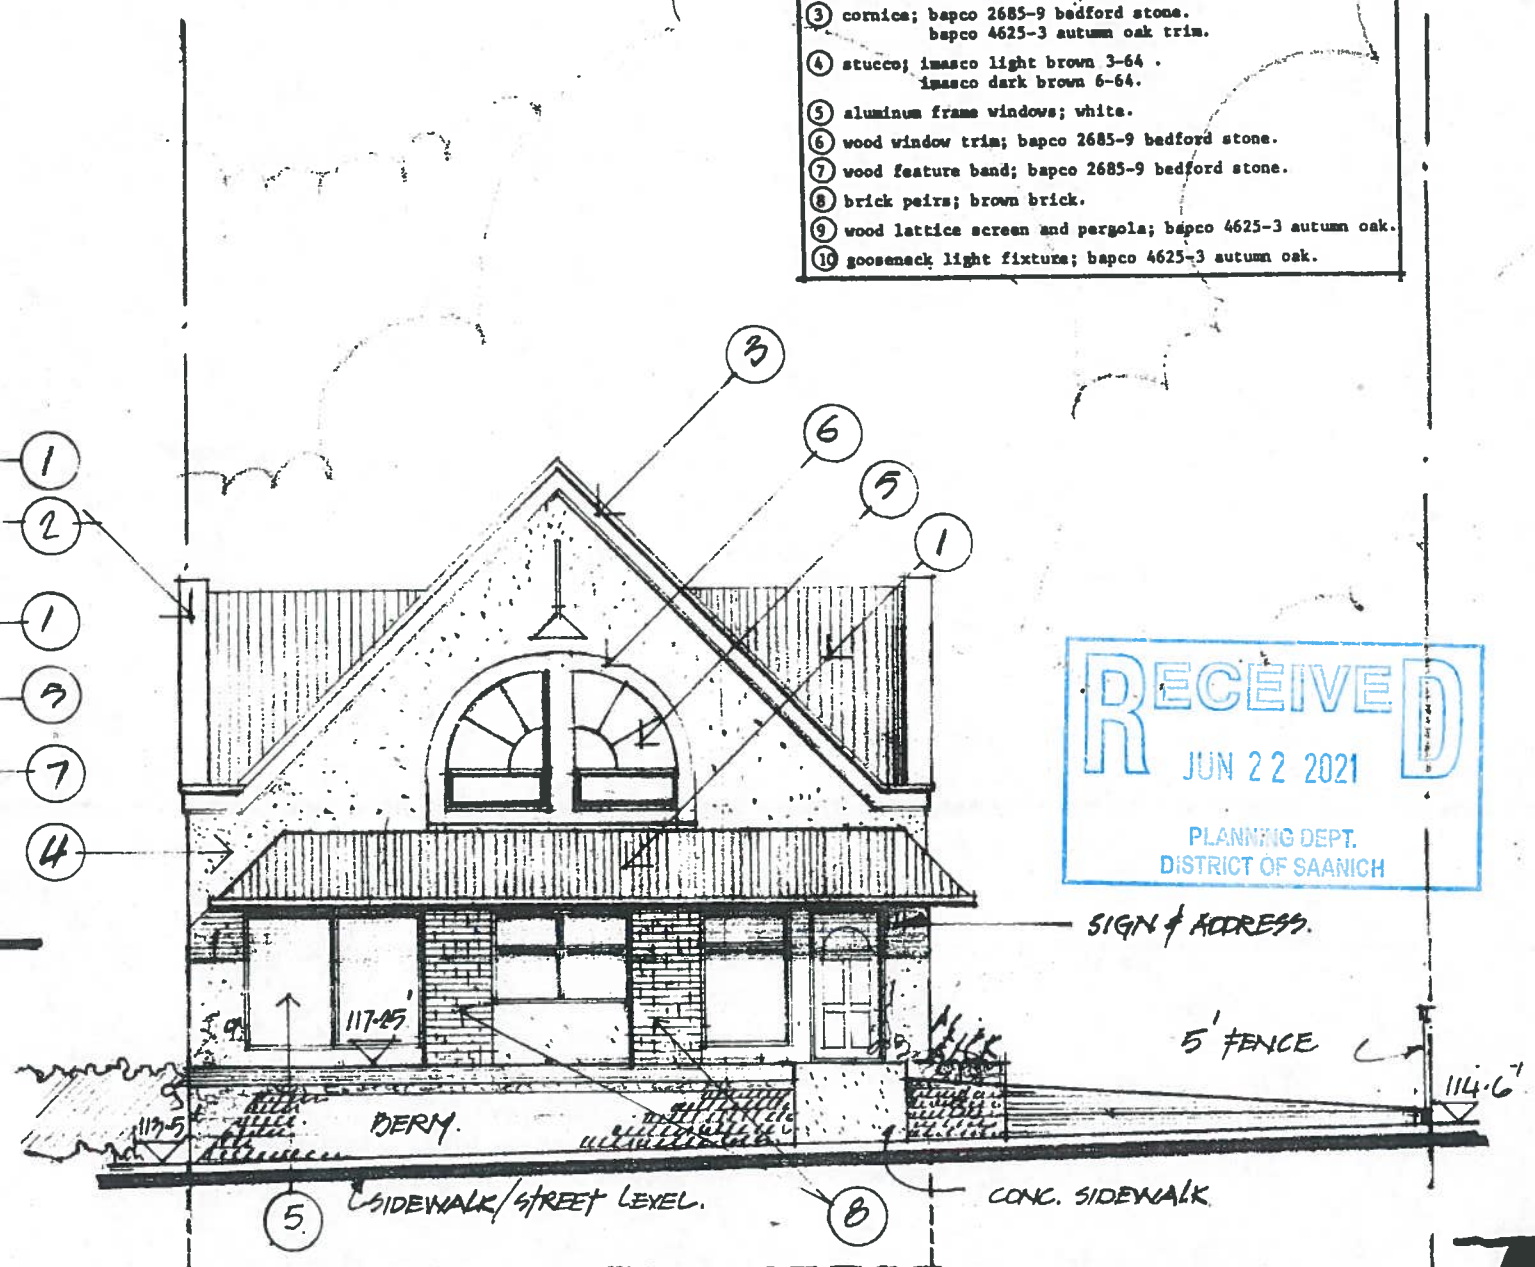 3 cornice; bapco 2685-9 bedford stone.
bapco 4625-3 autumn oak trim.
4 stucco; imasco light brown 3-64 .
imasco dark brown 6-64.
5 aluminum frame windows; white.
6 wood window trim; bapco 2685-9 bedford stone.
7 wood feature band; bapco 2685-9 bedford stone.
8 brick peirs; brown brick.
9 wood lattice screen and pergola; bapco 4625-3 autumn oak.
10 gooseneck light fixture; bapco 4625-3 autumn oak.
3
6
5
1
1
2
1
5
7
4
RECEIVED
JUN 22 2021
PLANNING DEPT.
DISTRICT OF SAANICH
SIGN & ADDRESS.
117.25'
5' FENCE
114.6'
113.5'
BERM.
SIDEWALK/STREET LEVEL.
CONC. SIDEWALK
5
8